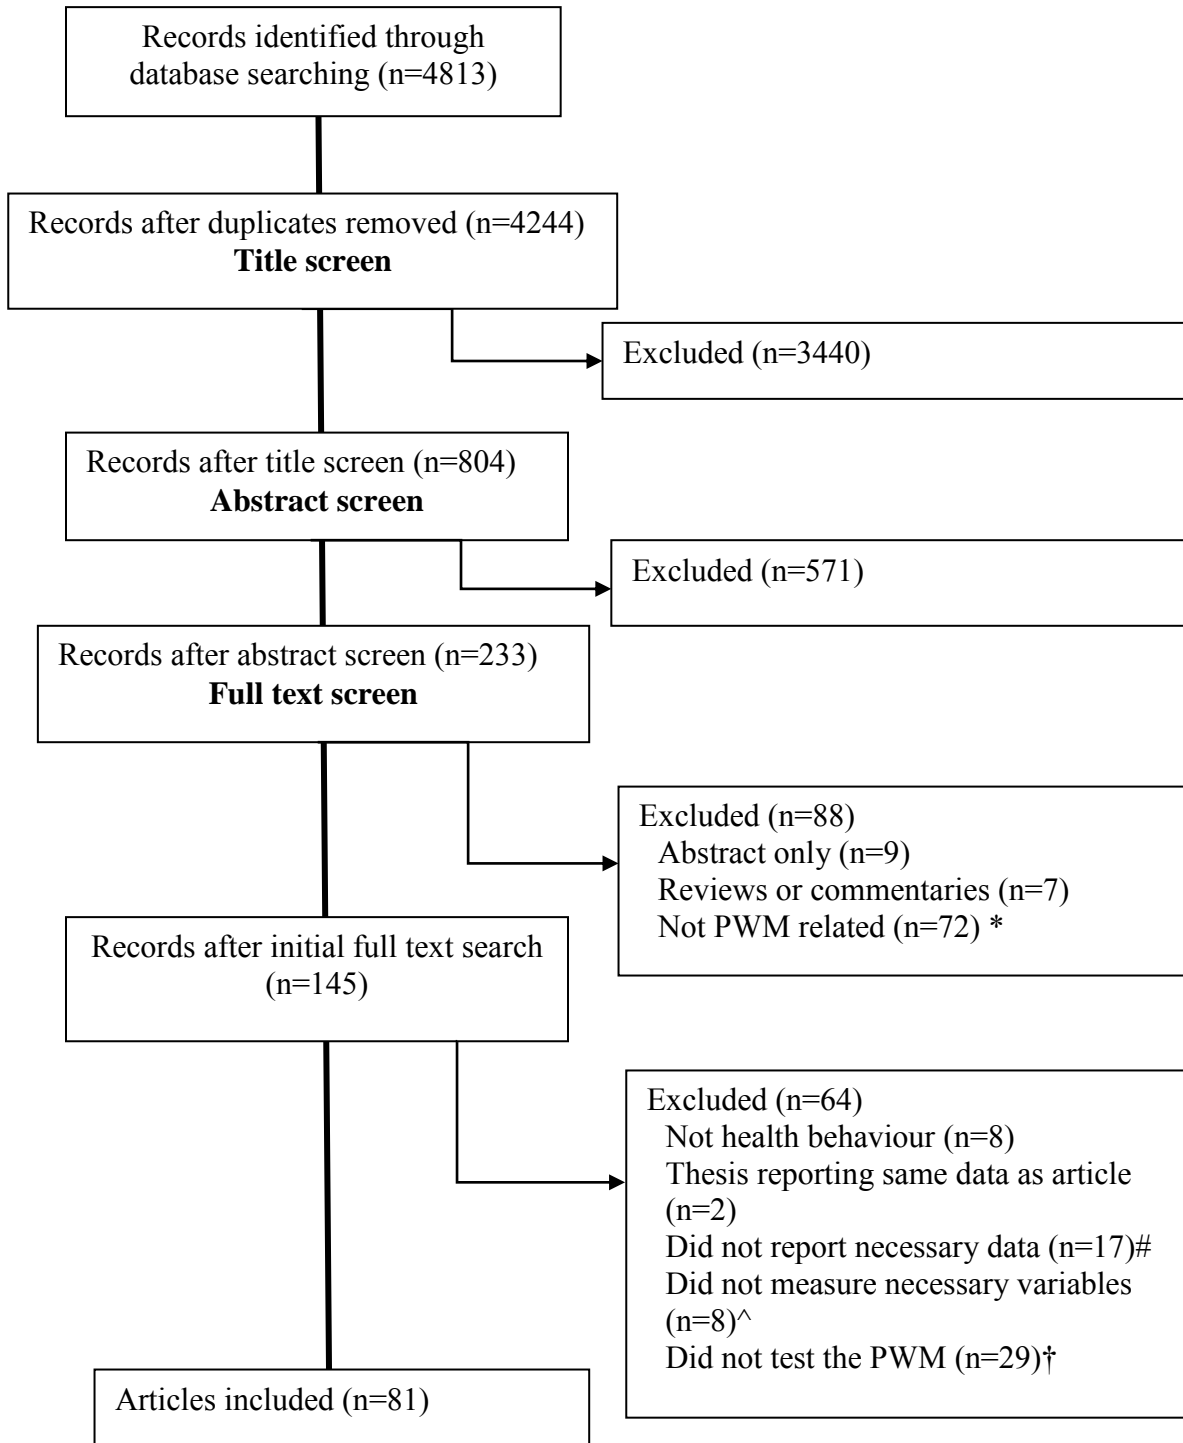 Records identified through
database searching (n=4813)
Records after duplicates removed (n=4244)
Title screen
Excluded (n=3440)
Records after title screen (n=804)
Abstract screen
Excluded (n=571)
Records after abstract screen (n=233)
Full text screen
Excluded (n=88)
Abstract only (n=9)
Reviews or commentaries (n=7)
Not PWM related (n=72) *
Records after initial full text search
(n=145)
Excluded (n=64)
Not health behaviour (n=8)
Thesis reporting same data as article
(n=2)
Did not report necessary data (n=17)#
Did not measure necessary variables
(n=8)^
Did not test the PWM (n=29)†
Articles included (n=81)